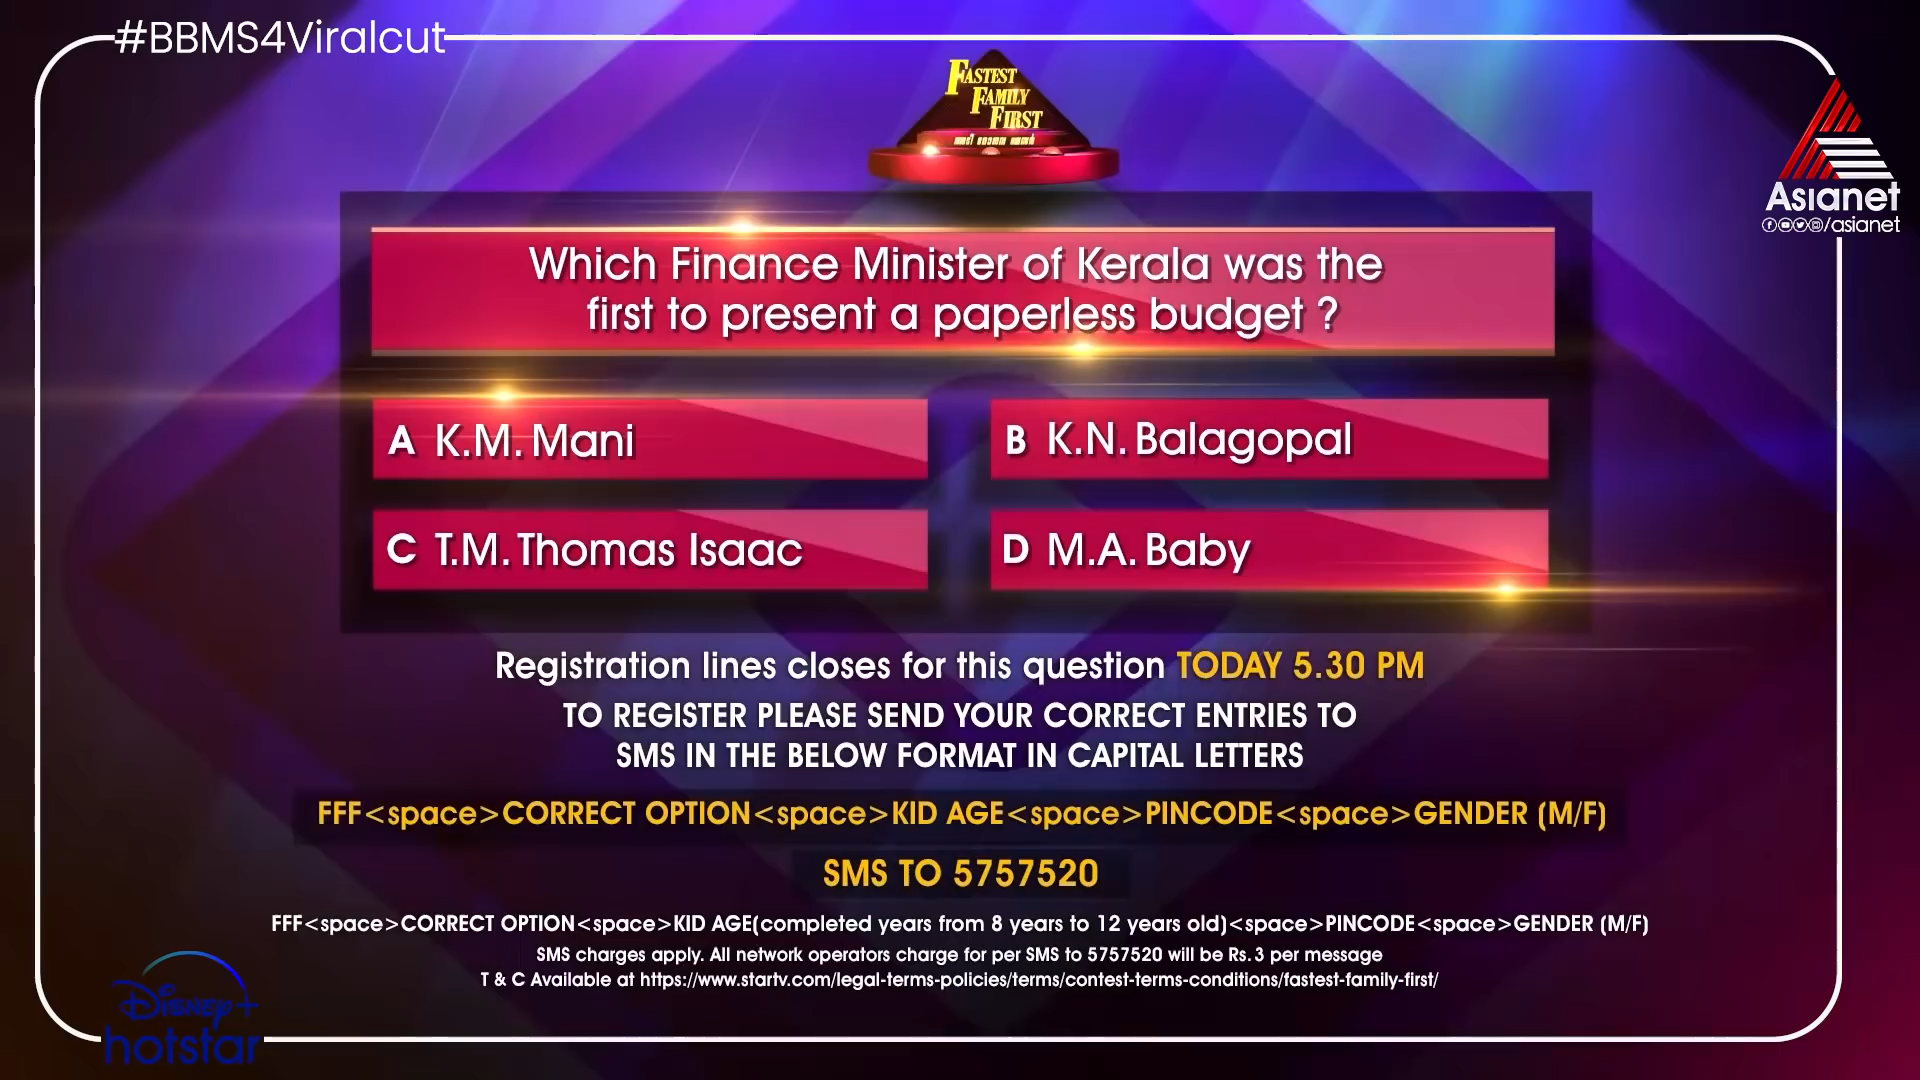 #BBMS4Viralcut
FASTEST
FAMILY
FIRST
Asianet
/asianet
Which Finance Minister of Kerala was the
first to present a paperless budget ?
A K.M. Mani
B K.N. Balagopal
C T.M. Thomas Isaac
D M.A. Baby
Registration lines closes for this question TODAY 5.30 PM
TO REGISTER PLEASE SEND YOUR CORRECT ENTRIES TO
SMS IN THE BELOW FORMAT IN CAPITAL LETTERS
FFF<space>CORRECT OPTION<space>KID AGE<space>PINCODE<space>GENDER (M/F)
SMS TO 5757520
FFF<space>CORRECT OPTION<space>KID AGE(completed years from 8 years to 12 years old)<space>PINCODE<space>GENDER (M/F)
SMS charges apply. All network operators charge for per SMS to 5757520 will be Rs. 3 per message
T & C Available at https://www.startv.com/legal-terms-policies/terms/contest-terms-conditions/fastest-family-first/
Disney+
hotstar